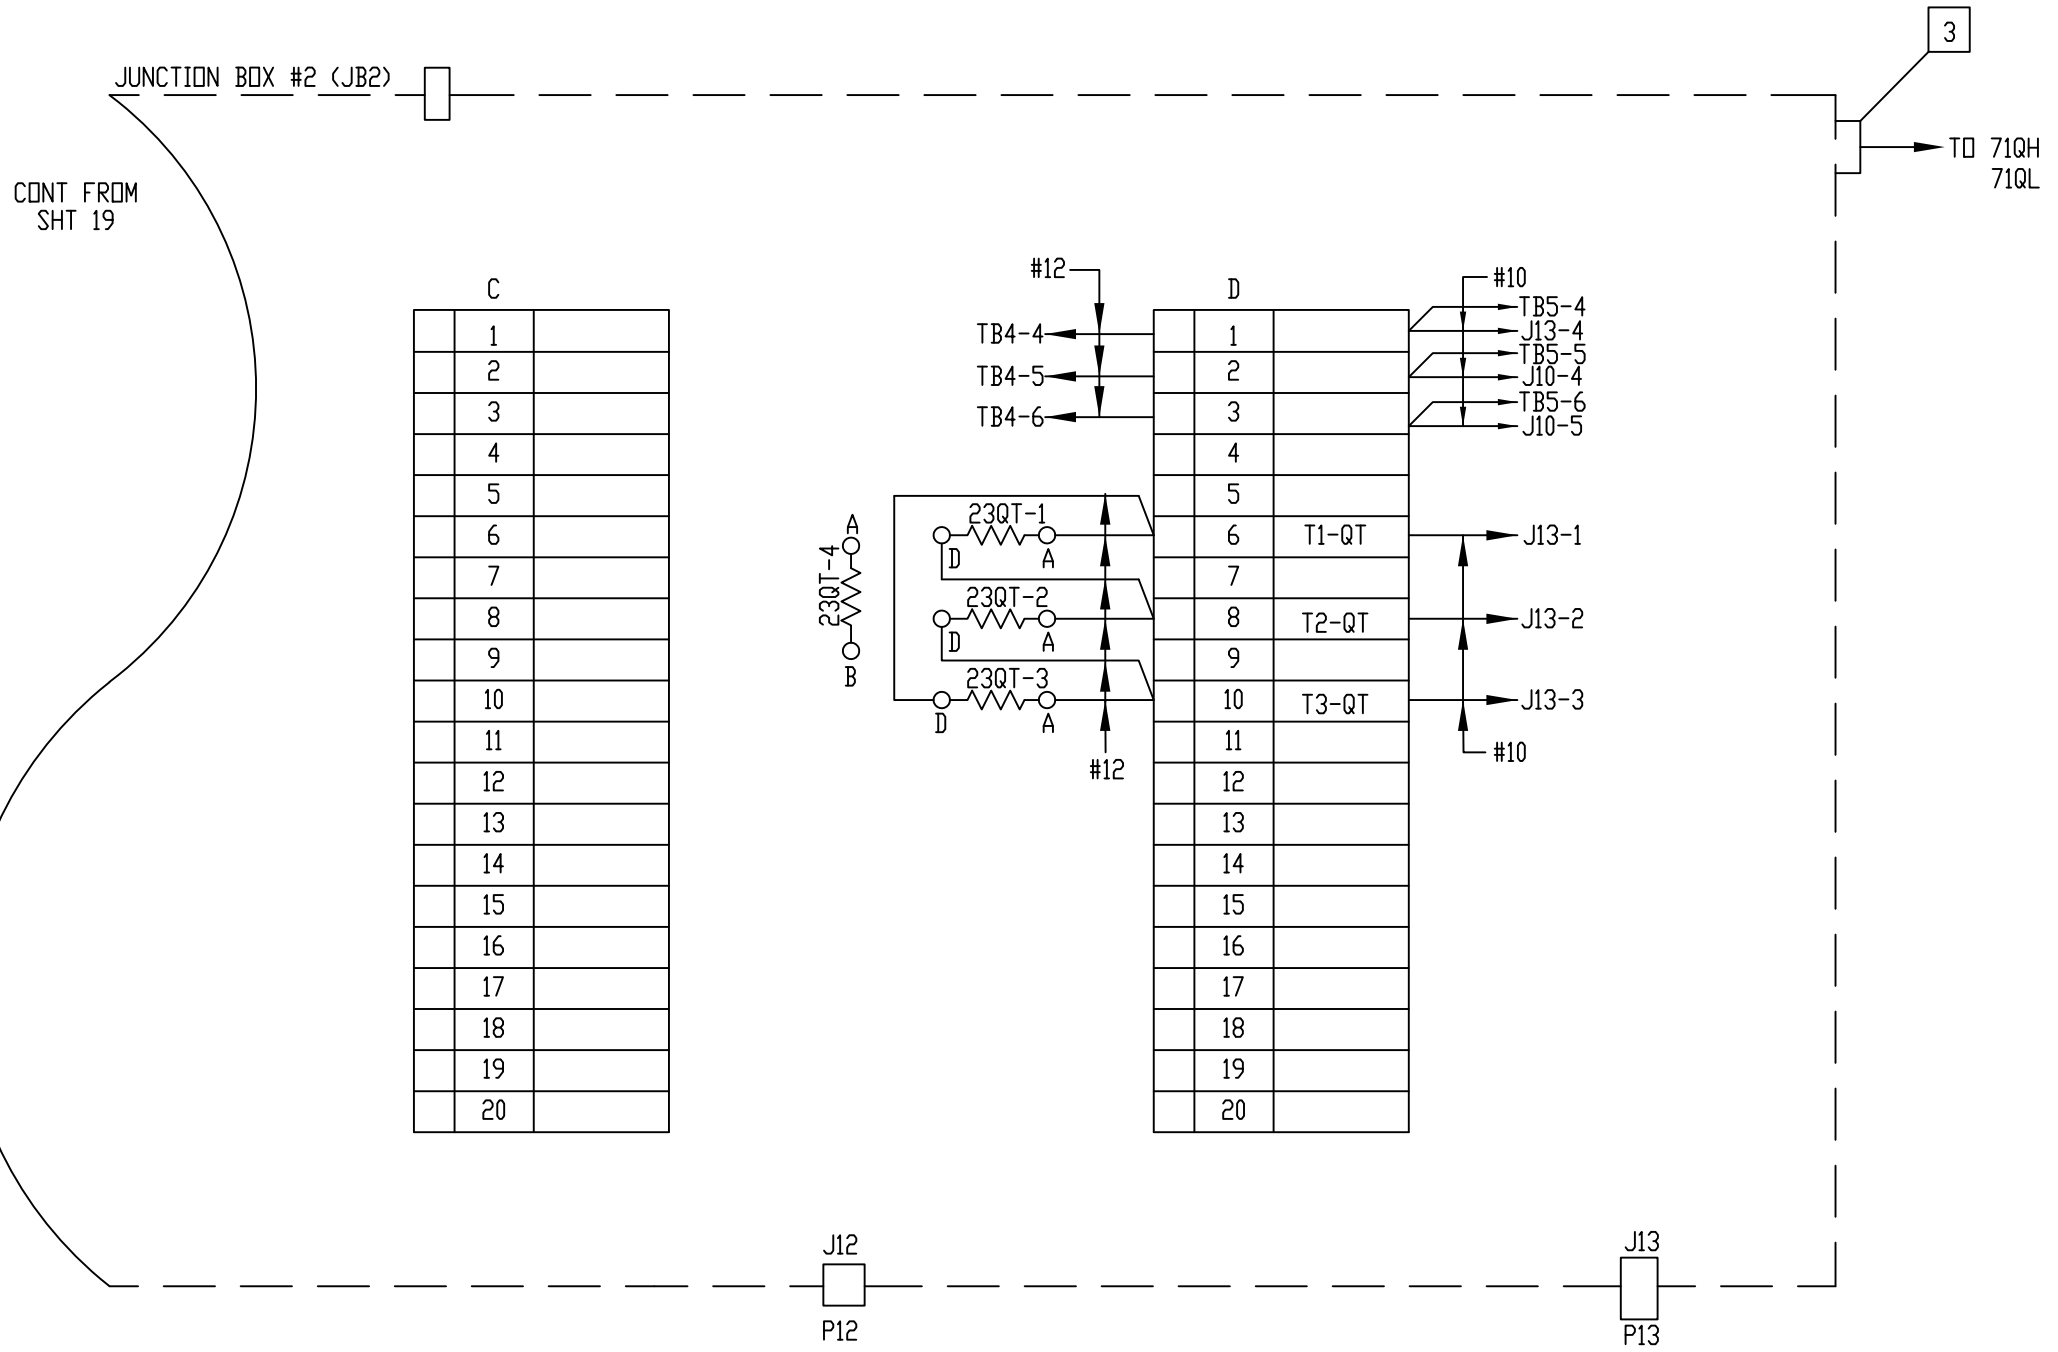 3
JUNCTION BOX #2 (JB2)
TO 71QH
71QL
CONT FROM
SHT 19
C
1
2
3
4
5
6
7
8
9
10
11
12
13
14
15
16
17
18
19
20
23QT-4
A
B
#12
TB4-4
TB4-5
TB4-6
23QT-1
D
A
23QT-2
D
A
23QT-3
D
A
#12
D
1
2
3
4
5
6 T1-QT
7
8 T2-QT
9
10 T3-QT
11
12
13
14
15
16
17
18
19
20
#10
TB5-4
J13-4
TB5-5
J10-4
TB5-6
J10-5
J13-1
J13-2
J13-3
#10
J12
P12
J13
P13